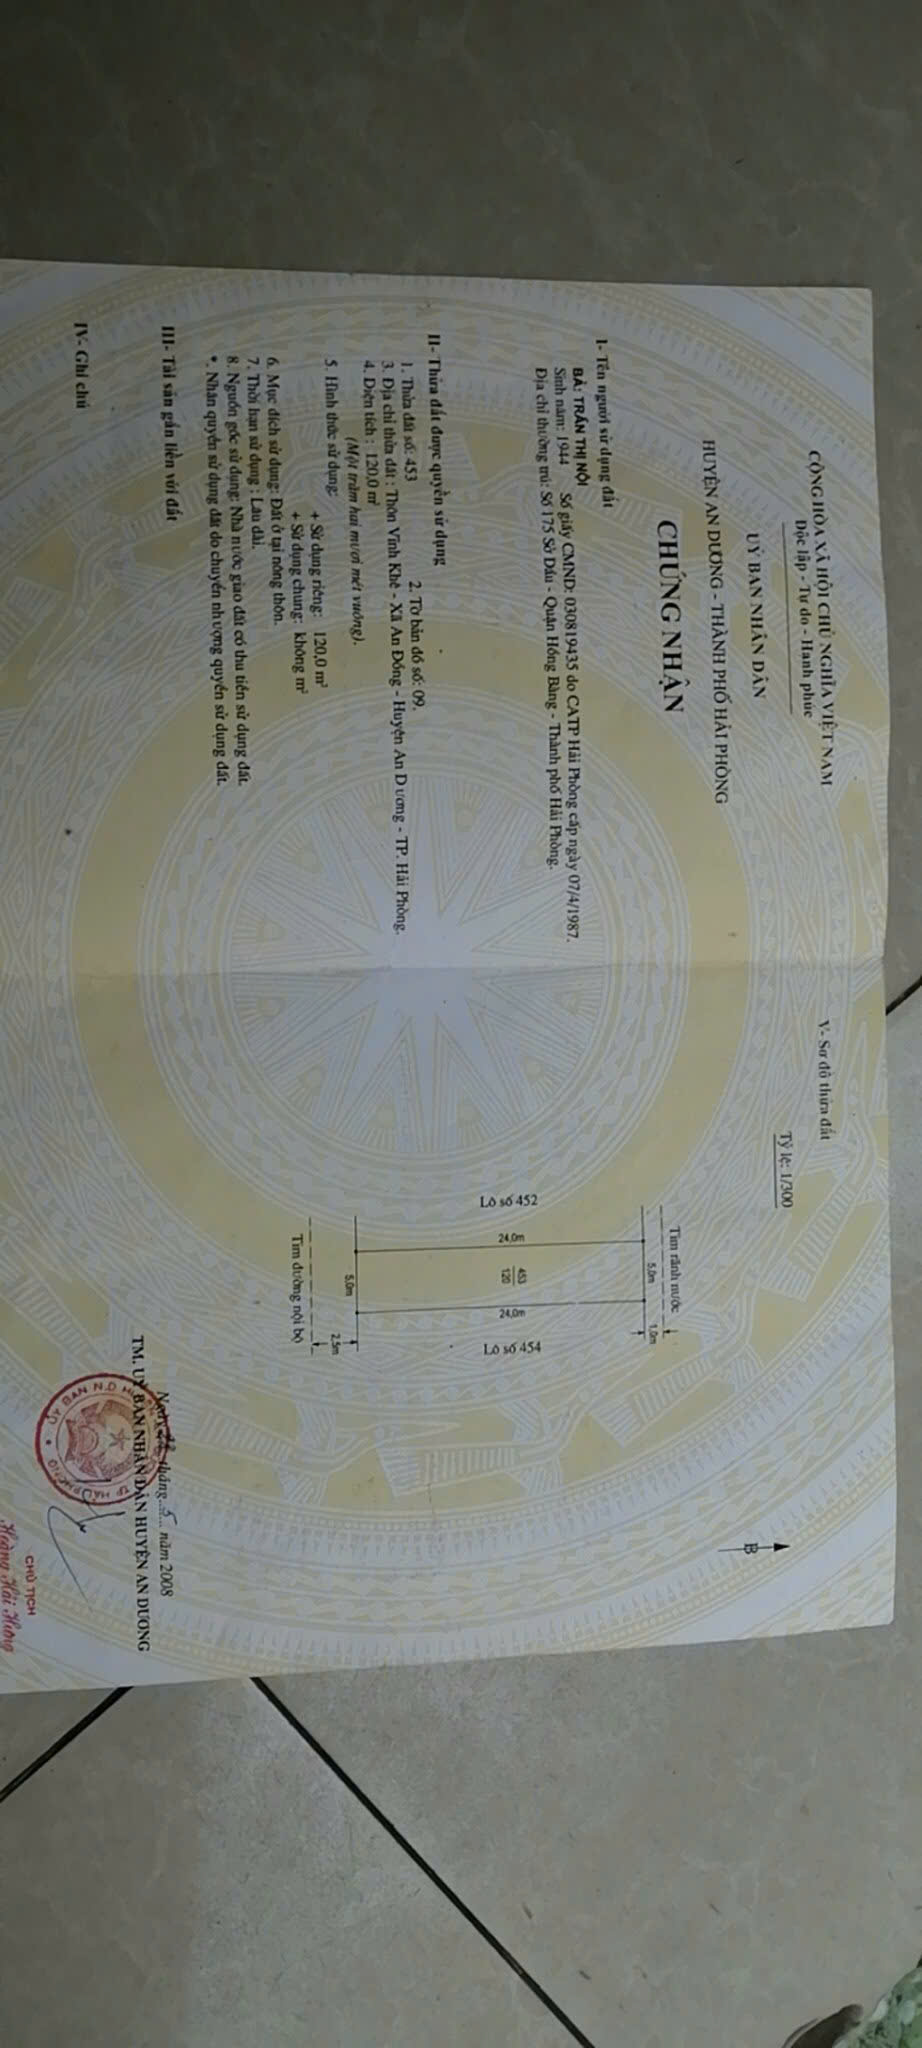 CỘNG HÒA XÃ HỘI CHỦ NGHĨA VIỆT NAM
Độc lập - Tự do - Hạnh phúc
UỶ BAN NHÂN DÂN
HUYỆN AN DƯƠNG - THÀNH PHỐ HẢI PHÒNG
CHỨNG NHẬN
I- Tên người sử dụng đất
BÀ: TRẦN THỊ NỘI
Sinh năm: 1944 Số giấy CMND: 030819435 do CATP Hải Phòng cấp ngày 07/4/1987.
Địa chỉ thường trú: Số 175 Sở Dầu - Quận Hồng Bàng - Thành phố Hải Phòng.
II- Thửa đất được quyền sử dụng
1. Thửa đất số: 453 2. Tờ bản đồ số: 09.
3. Địa chỉ thửa đất : Thôn Vĩnh Khê - Xã An Đồng - Huyện An Dương - TP. Hải Phòng.
4. Diện tích : 120,0 m²
(Một trăm hai mươi mét vuông).
5. Hình thức sử dụng:
+ Sử dụng riêng: 120,0 m²
+ Sử dụng chung: không m²
6. Mục đích sử dụng: Đất ở tại nông thôn.
7. Thời hạn sử dụng : Lâu dài.
8. Nguồn gốc sử dụng: Nhà nước giao đất có thu tiền sử dụng đất.
*. Nhận quyền sử dụng đất do chuyển nhượng quyền sử dụng đất.
III- Tài sản gắn liền với đất
IV- Ghi chú
V- Sơ đồ thửa đất
Tỷ lệ: 1/300
B
Tim rãnh nước
5,0m 1,0m
Lô số 452
24,0m
453
120
24,0m
Lô số 454
5,0m
2,5m
Tim đường nội bộ
Ngày 22 tháng 5 năm 2008
TM. UỶ BAN NHÂN DÂN HUYỆN AN DƯƠNG
CHỦ TỊCH
Hoàng Hải Hưng